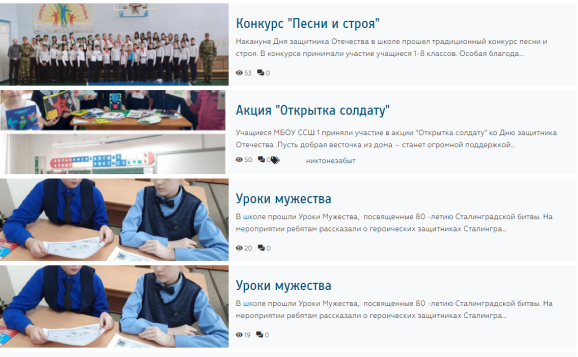 Конкурс "Песни и строя"
Накануне Дня защитника Отечества в школе прошел традиционный конкурс песни и
строя. В конкурсе принимали участие учащиеся 1-8 классов. Особая благода...
53 0
Акция "Открытка солдату"
Учащиеся МБОУ ССШ 1 приняли участие в акции "Открытка солдату" ко Дню защитника
Отечества .Пусть добрая весточка из дома – станет огромной поддержкой...
50 0 никтонезабыт
Уроки мужества
В школе прошли Уроки Мужества, посвященные 80 -летию Сталинградской битвы. На
мероприятии ребятам рассказали о героических защитниках Сталингра...
20 0
Уроки мужества
В школе прошли Уроки Мужества, посвященные 80 -летию Сталинградской битвы. На
мероприятии ребятам рассказали о героических защитниках Сталингра...
19 0